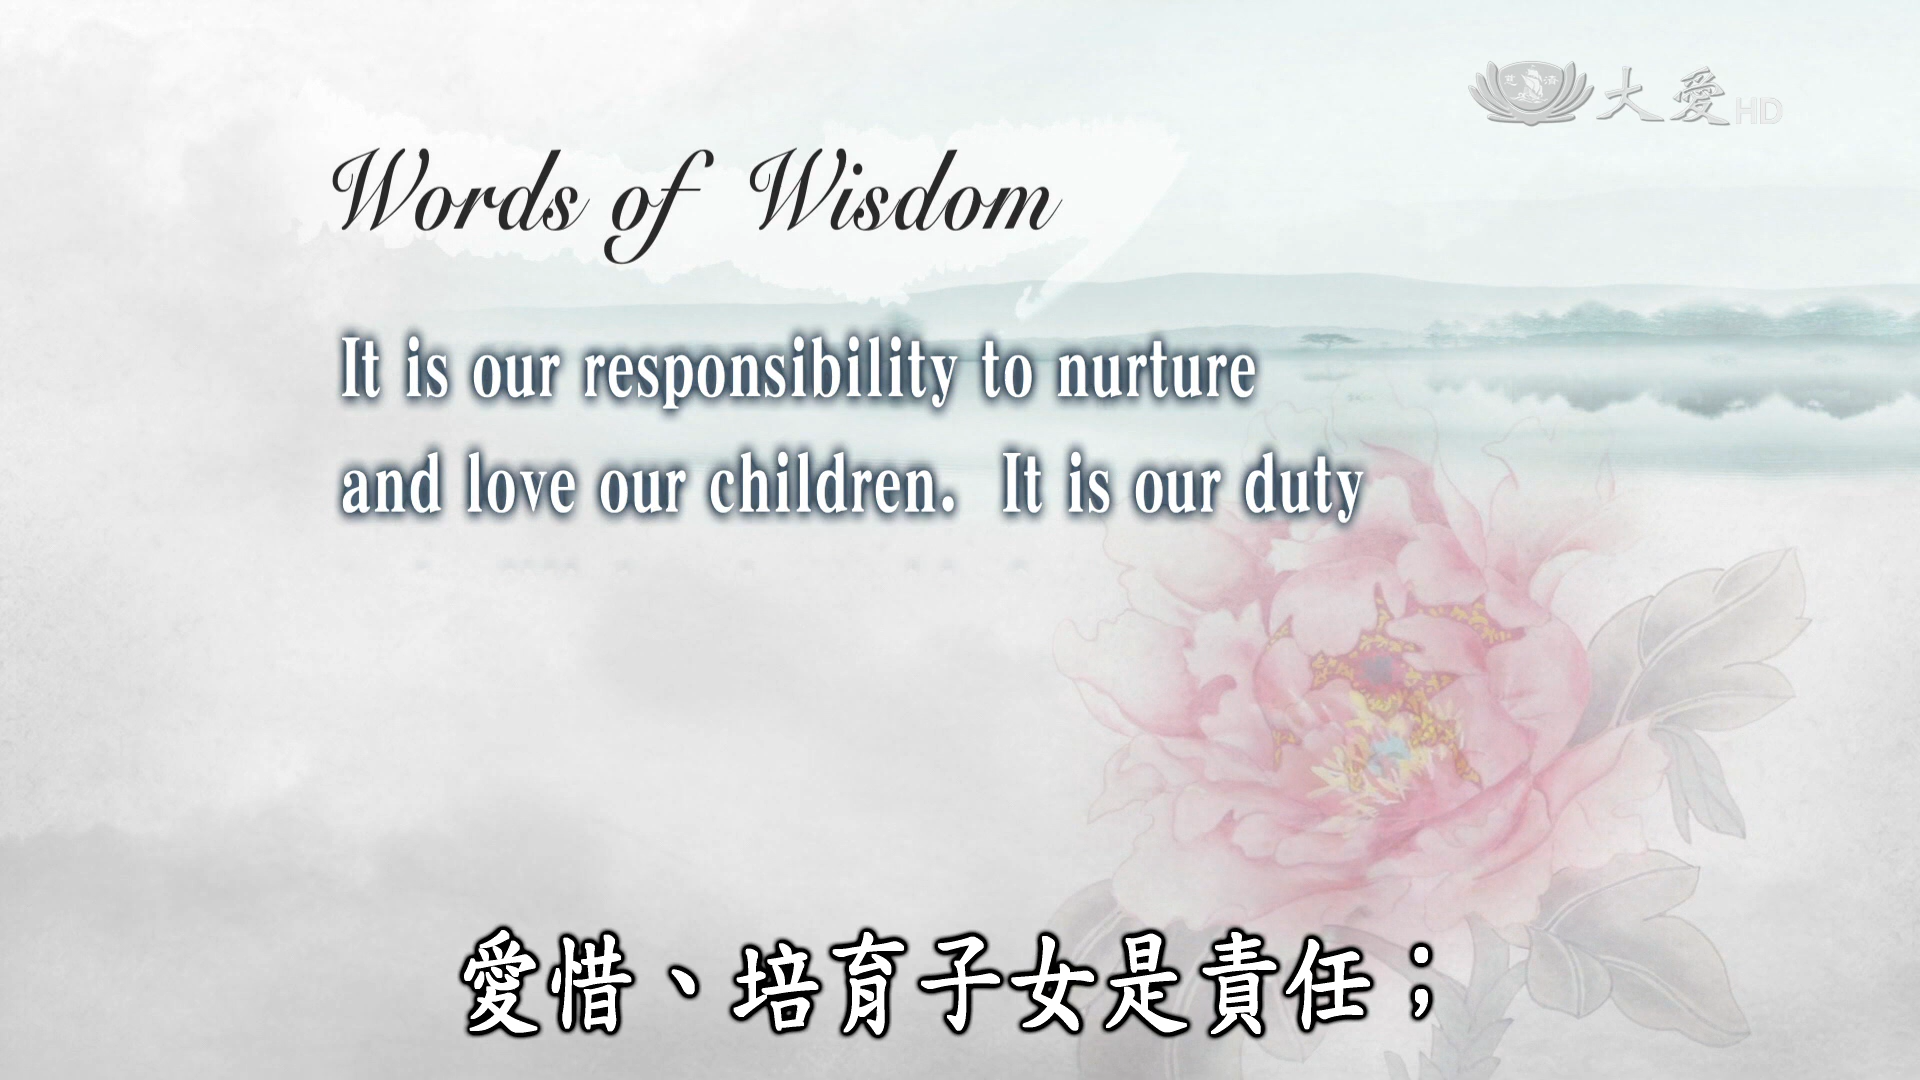 大愛HD
Words of Wisdom
It is our responsibility to nurture
and love our children. It is our duty
愛惜、培育子女是責任；